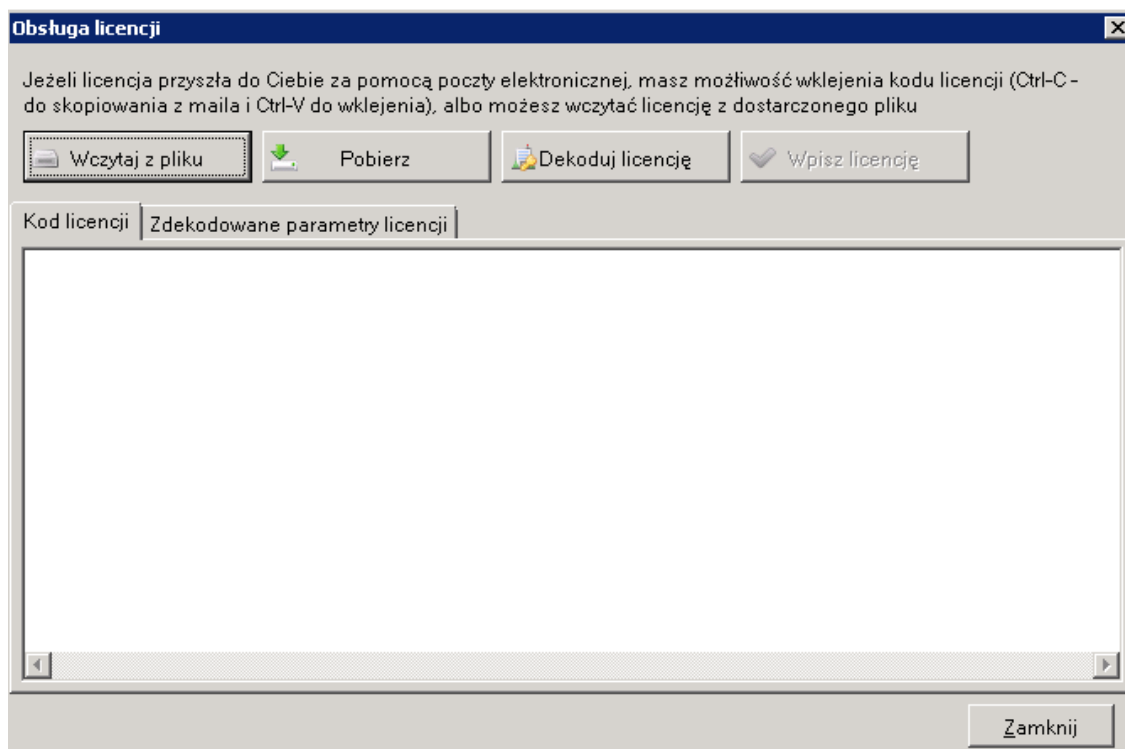 Obsługa licencji
Jeżeli licencja przyszła do Ciebie za pomocą poczty elektronicznej, masz możliwość wklejenia kodu licencji (Ctrl-C -
do skopiowania z maila i Ctrl-V do wklejenia), albo możesz wczytać licencję z dostarczonego pliku
Wczytaj z pliku Pobierz Dekoduj licencję Wpisz licencję
Kod licencji Zdekodowane parametry licencji
Zamknij